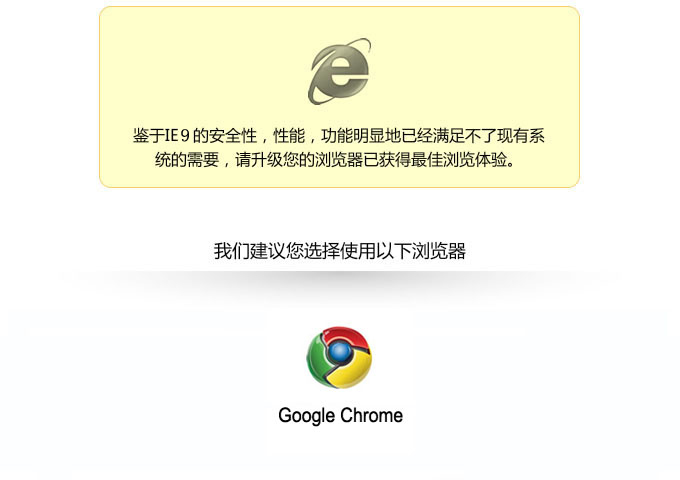 鉴于IE9的安全性，性能，功能明显地已经满足不了现有系
统的需要，请升级您的浏览器已获得最佳浏览体验。
我们建议您选择使用以下浏览器
Google Chrome